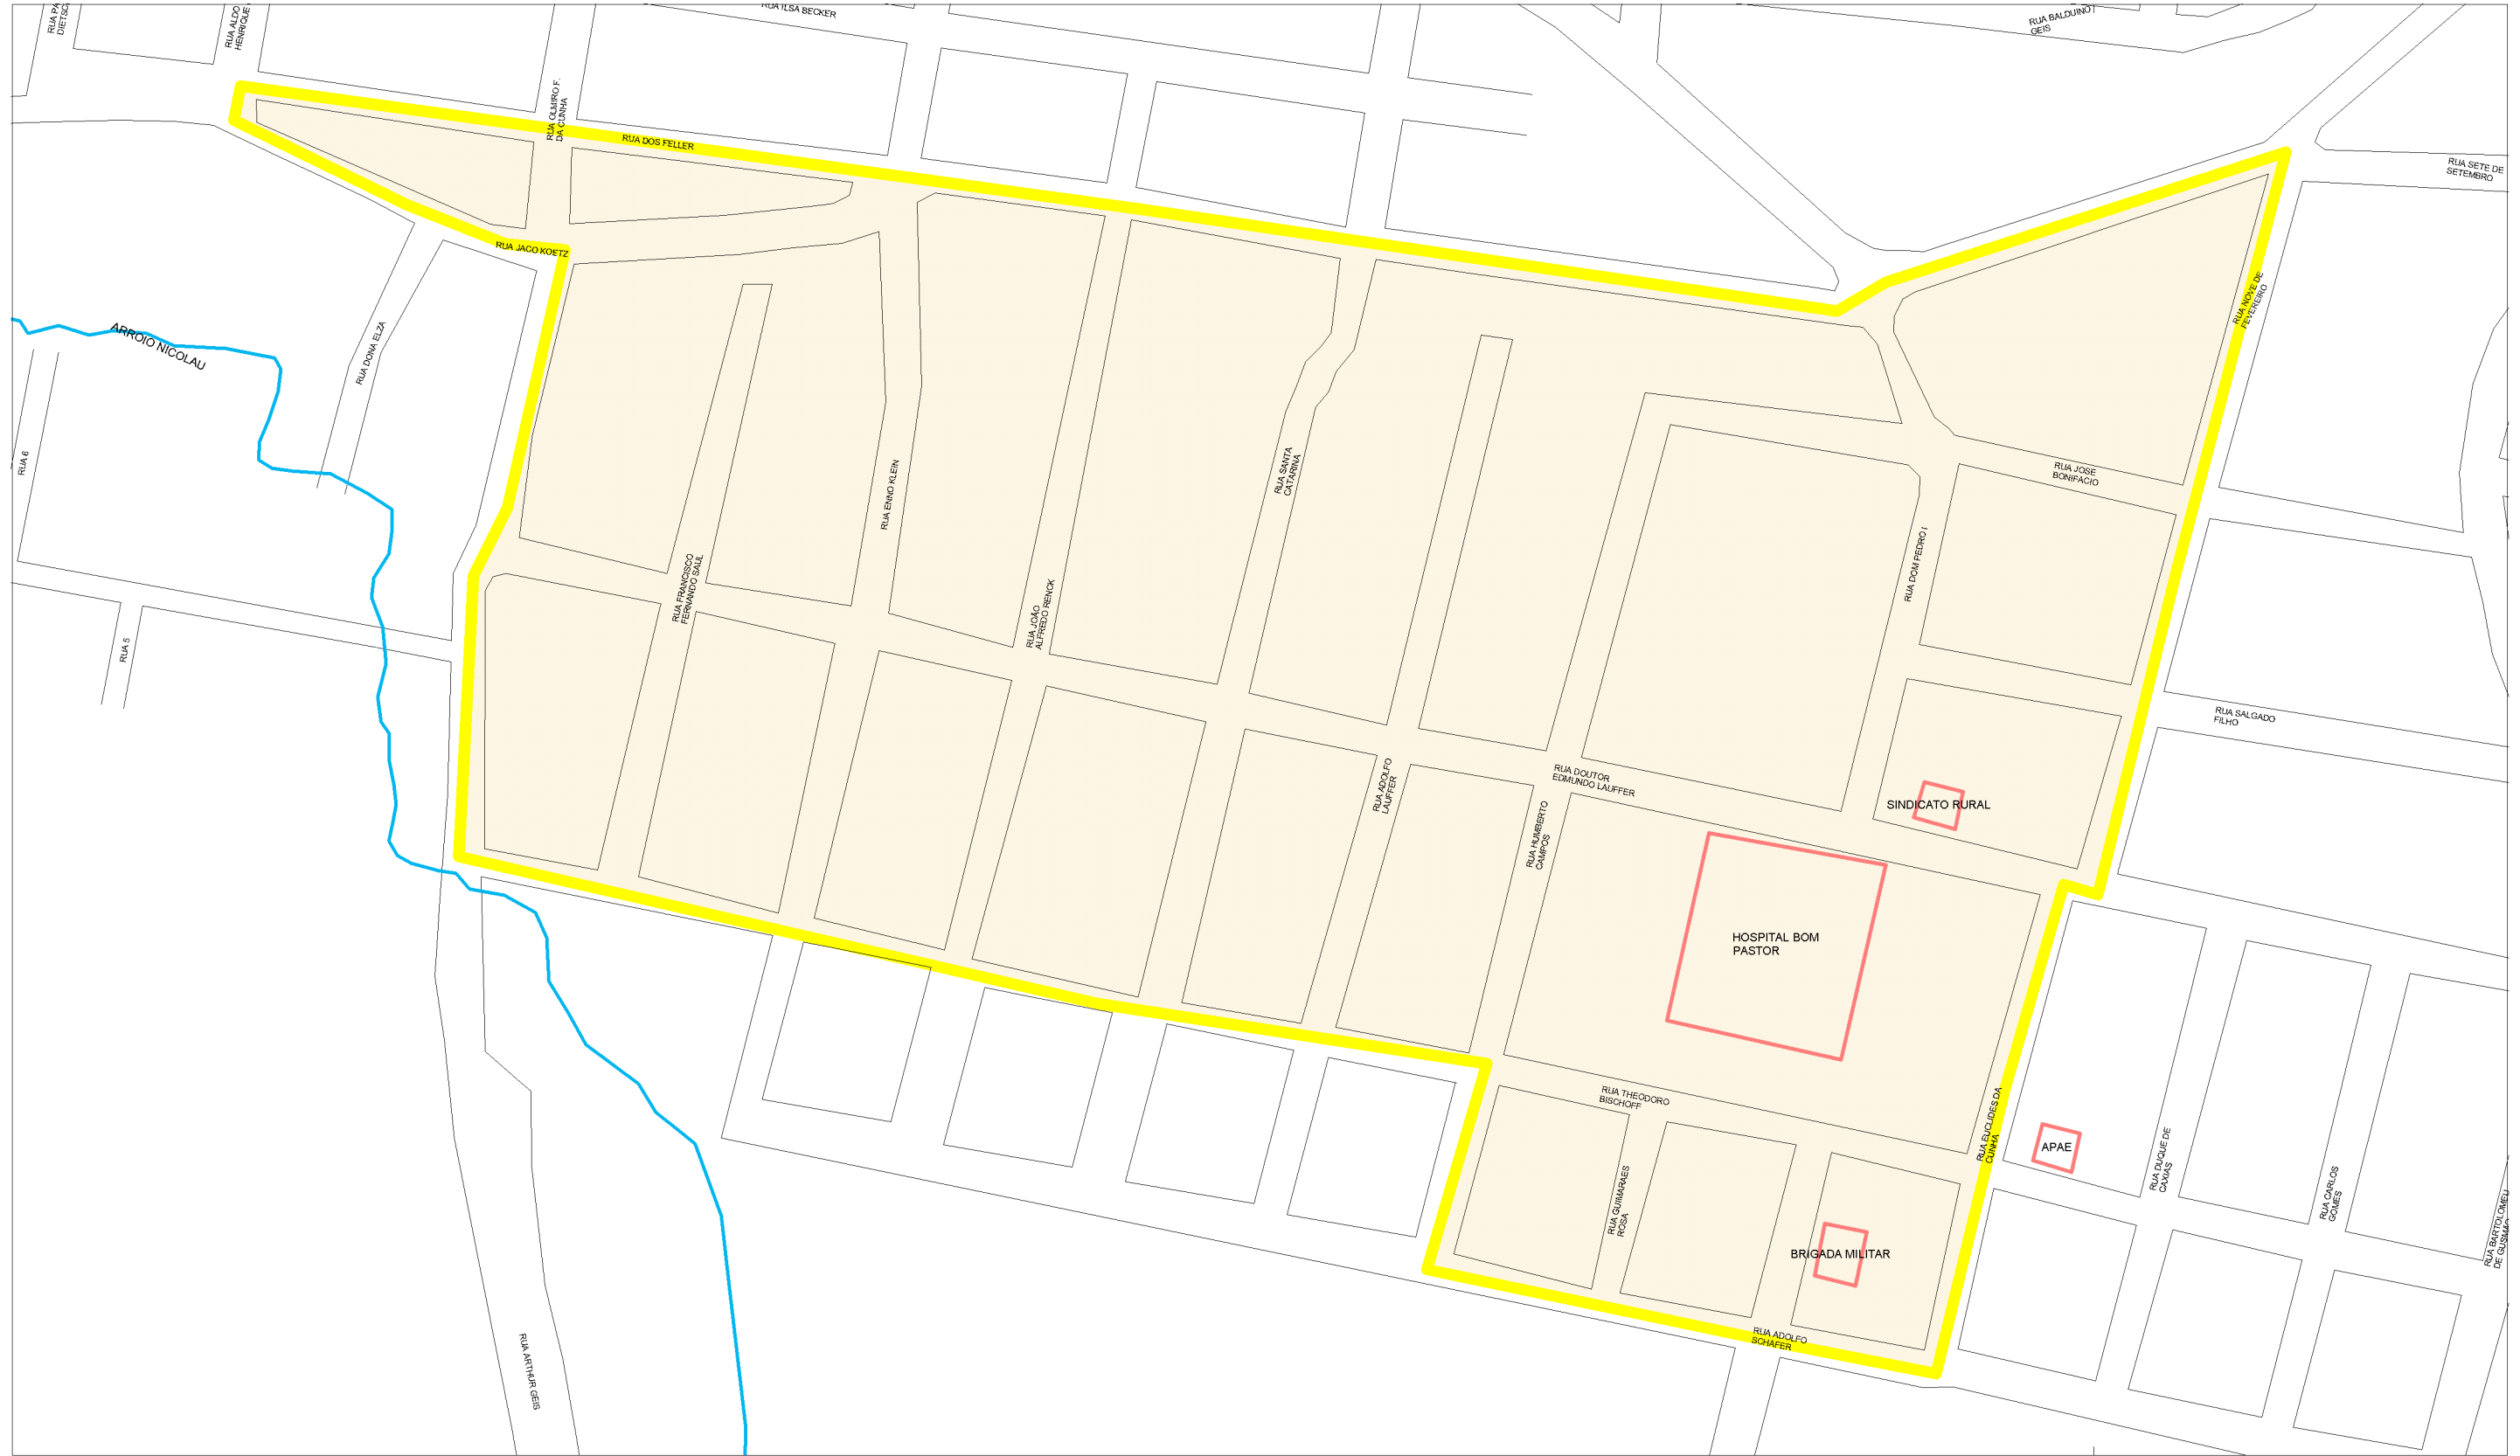 RUA ALDO
HENRIQUE
RUA ILSA BECKER
RUA BALDUINO
GEIS
RUA OLMIRO F.
DA CUNHA
RUA DOS FELLER
RUA SETE DE
SETEMBRO
RUA JACO KOETZ
RUA NOVE DE
FEVEREIRO
ARROIO NICOLAU
RUA DONA ELZA
RUA 6
RUA ENNO KLEIN
RUA SANTA
CATARINA
RUA JOSE
BONIFACIO
RUA DOM PEDRO I
RUA FRANCISCO
FERNANDO SAUL
RUA JOÃO
ALFREDO RENCK
RUA 5
RUA SALGADO
FILHO
RUA ADOLFO
LAUFFER
RUA DOUTOR
EDMUNDO LAUFFER
RUA HUMBERTO
CAMPOS
SINDICATO RURAL
HOSPITAL BOM
PASTOR
RUA THEODORO
BISCHOFF
RUA EUCLIDES DA
CUNHA
APAE
RUA DUQUE DE
CAXIAS
RUA CARLOS
GOMES
RUA BARTOLOMEU
DE GUSMÃO
RUA GUIMARAES
ROSA
BRIGADA MILITAR
RUA ADOLFO
SCHAFER
RUA ARTHUR GEIS